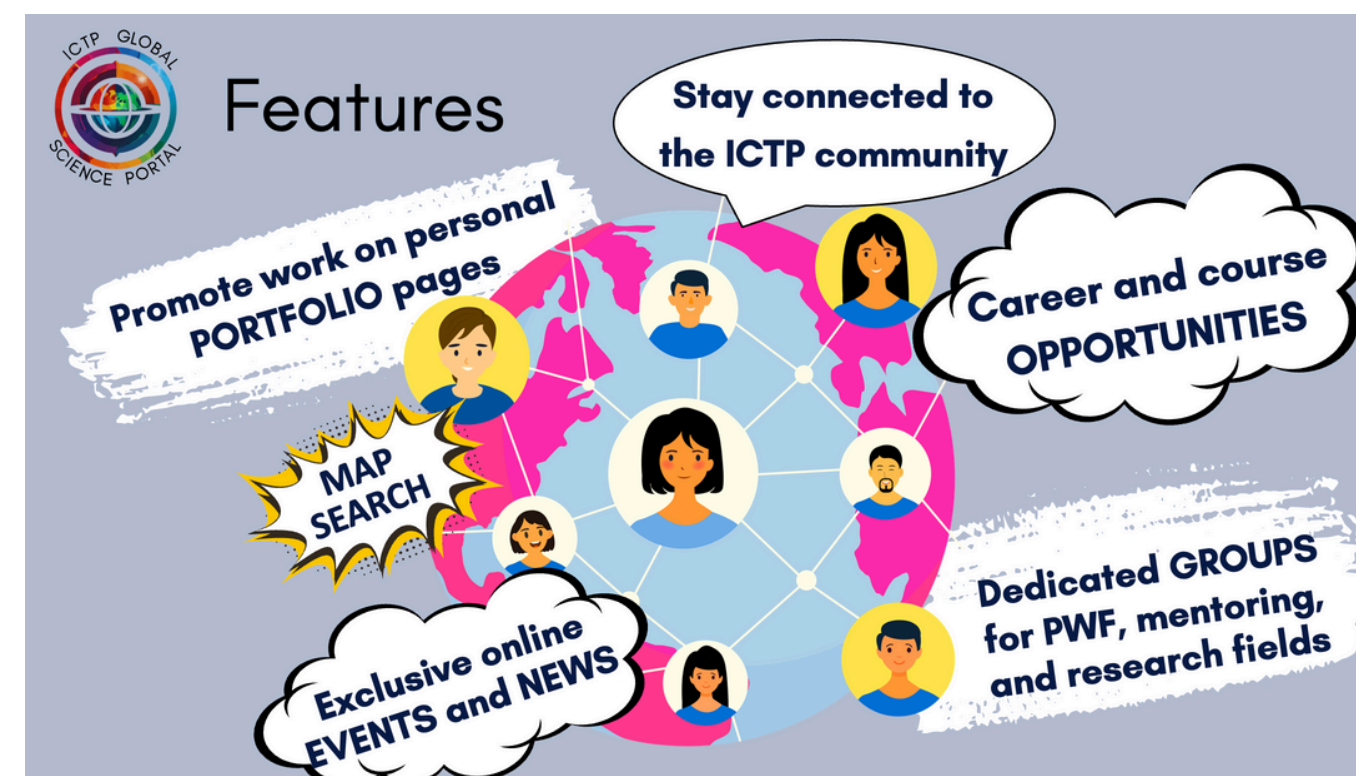 ICTP GLOBAL
SCIENCE PORTAL
Features
Stay connected to
the ICTP community
Promote work on personal
PORTFOLIO pages
Career and course
OPPORTUNITIES
MAP
SEARCH
Dedicated GROUPS
for PWF, mentoring,
and research fields
Exclusive online
EVENTS and NEWS